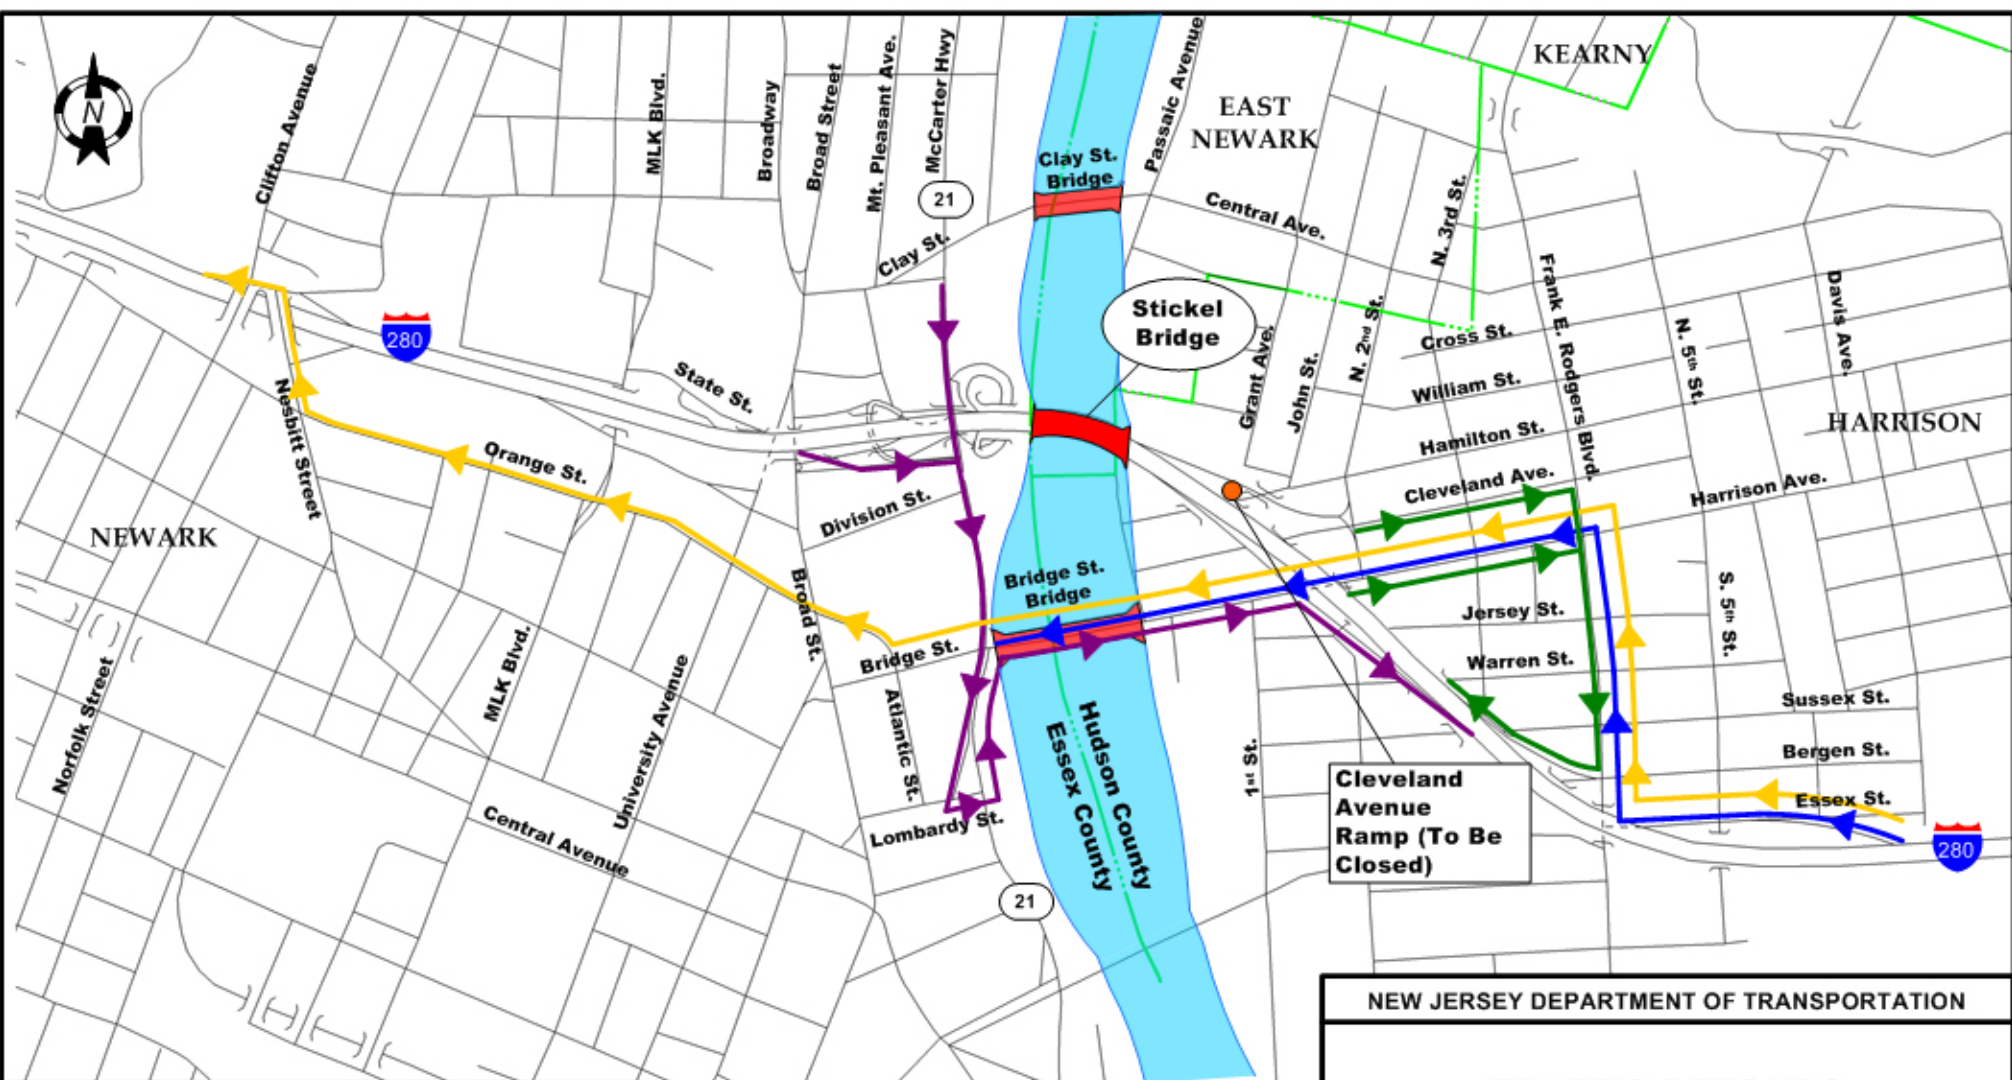 KEARNY
EAST
NEWARK
N
Clifton Avenue
MLK Blvd.
Broadway
Broad Street
Mt. Pleasant Ave.
McCarter Hwy
Passaic Avenue
21
Clay St.
Bridge
Clay St.
Central Ave.
N. 3rd St.
Frank E. Rodgers Blvd.
Davis Ave.
N. 5th St.
280
Stickel
Bridge
Cross St.
Grant Ave.
John St.
N. 2nd St.
William St.
State St.
Nesbitt Street
Hamilton St.
HARRISON
Orange St.
Cleveland Ave.
Harrison Ave.
Division St.
NEWARK
Bridge St.
Bridge
Broad St.
Jersey St.
S. 5th St.
Bridge St.
Warren St.
Norfolk Street
MLK Blvd.
University Avenue
Atlantic St.
Hudson County
Essex County
1st St.
Sussex St.
Bergen St.
Essex St.
Lombardy St.
Central Avenue
Cleveland
Avenue
Ramp (To Be
Closed)
280
21
NEW JERSEY DEPARTMENT OF TRANSPORTATION